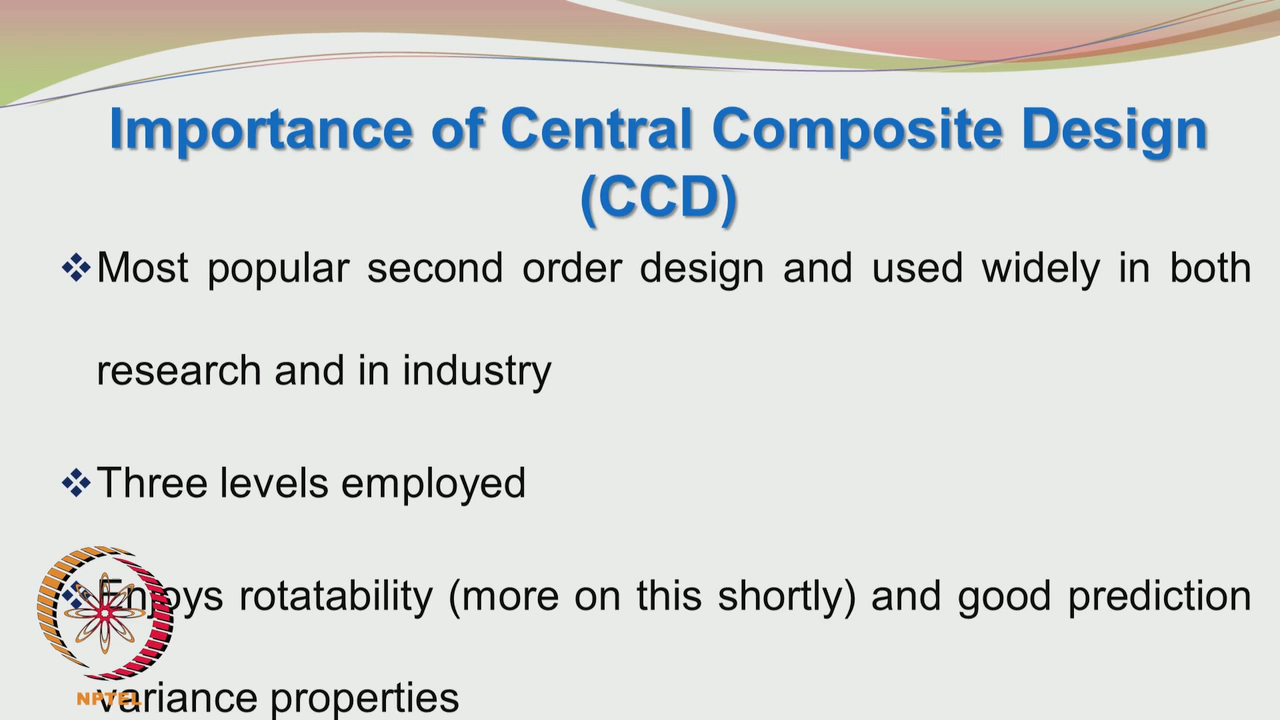 Importance of Central Composite Design
(CCD)
❖Most popular second order design and used widely in both
research and in industry
❖Three levels employed
❖Enjoys rotatability (more on this shortly) and good prediction
variance properties
NPTEL